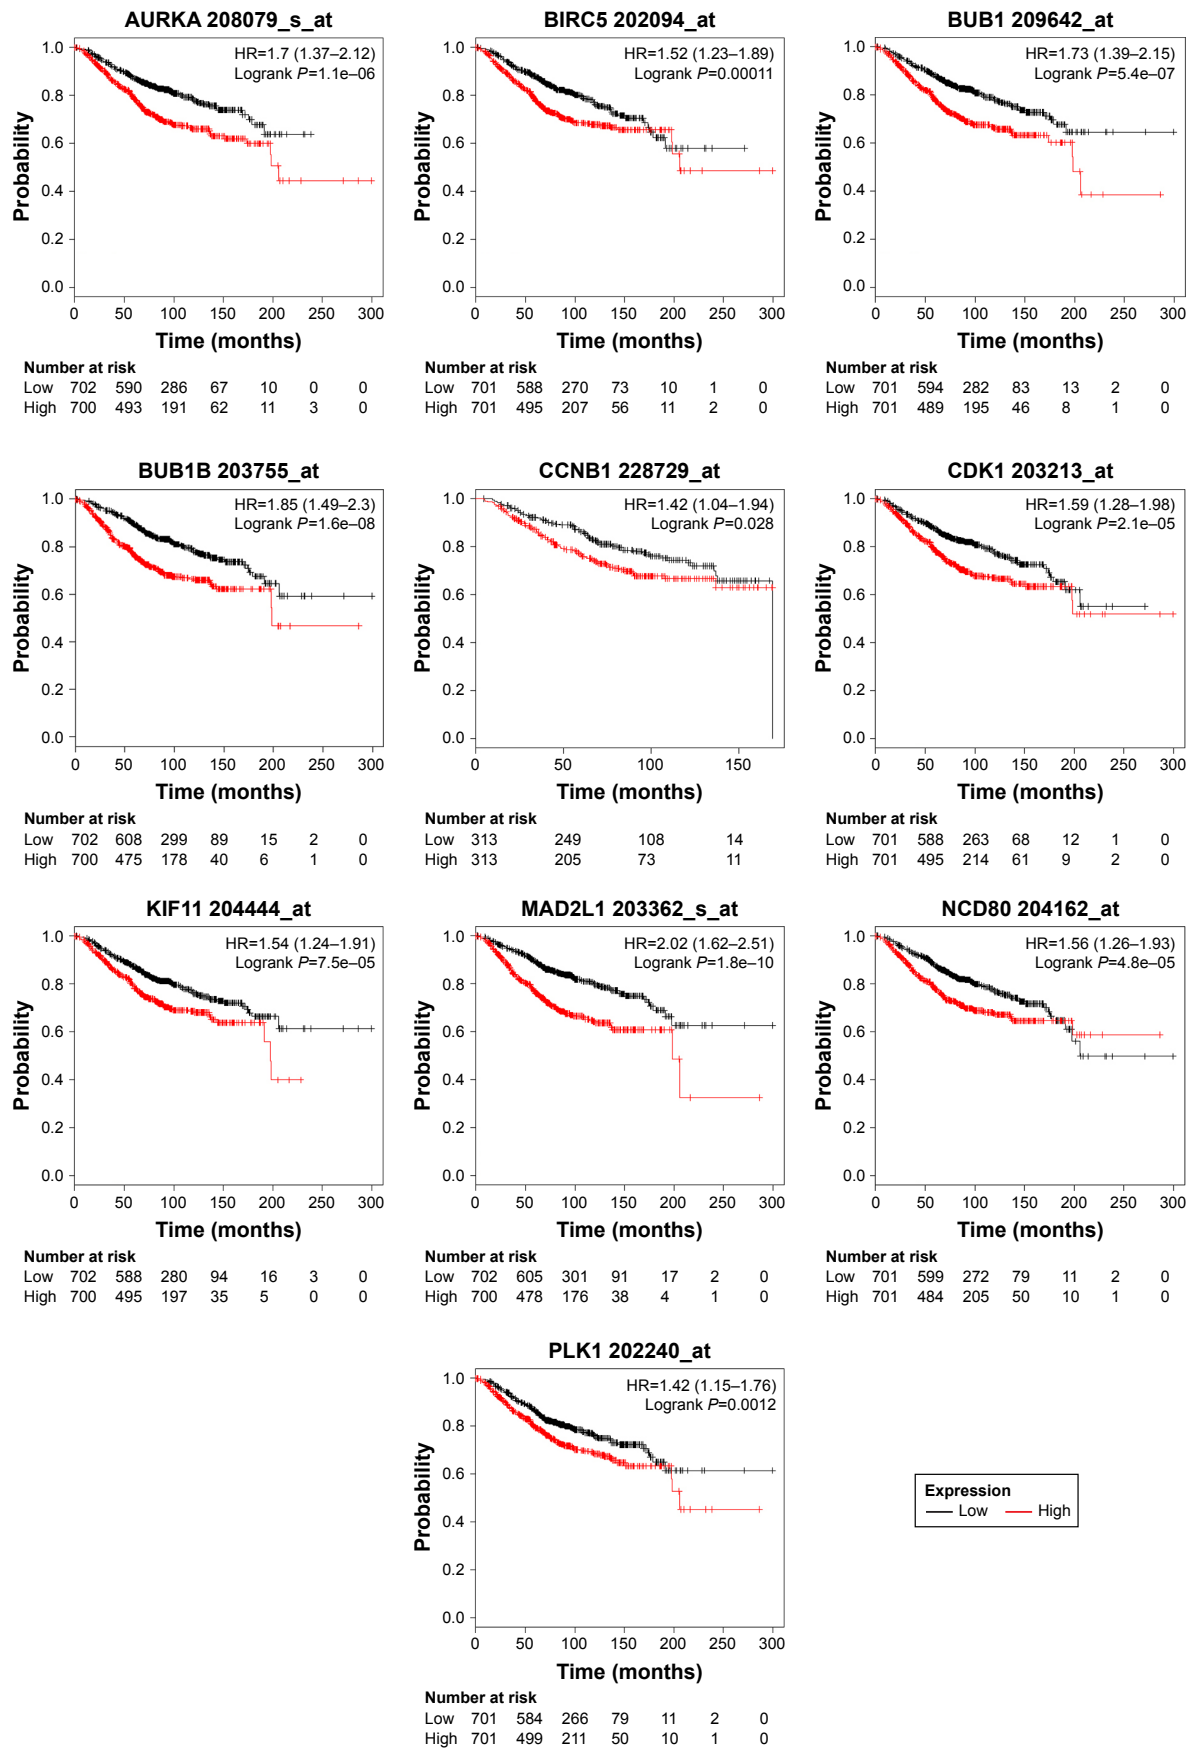 AURKA 208079_s_at
HR=1.7 (1.37–2.12)
Logrank P=1.1e–06
1.0
0.8
0.6
0.4
0.2
0.0
Probability
0 50 100 150 200 250 300
Time (months)
Number at risk
Low 702 590 286 67 10 0 0
High 700 493 191 62 11 3 0
BIRC5 202094_at
HR=1.52 (1.23–1.89)
Logrank P=0.00011
1.0
0.8
0.6
0.4
0.2
0.0
Probability
0 50 100 150 200 250 300
Time (months)
Number at risk
Low 701 588 270 73 10 1 0
High 701 495 207 56 11 2 0
BUB1 209642_at
HR=1.73 (1.39–2.15)
Logrank P=5.4e–07
1.0
0.8
0.6
0.4
0.2
0.0
Probability
0 50 100 150 200 250 300
Time (months)
Number at risk
Low 701 594 282 83 13 2 0
High 701 489 195 46 8 1 0
BUB1B 203755_at
HR=1.85 (1.49–2.3)
Logrank P=1.6e–08
1.0
0.8
0.6
0.4
0.2
0.0
Probability
0 50 100 150 200 250 300
Time (months)
Number at risk
Low 702 608 299 89 15 2 0
High 700 475 178 40 6 1 0
CCNB1 228729_at
HR=1.42 (1.04–1.94)
Logrank P=0.028
1.0
0.8
0.6
0.4
0.2
0.0
Probability
0 50 100 150
Time (months)
Number at risk
Low 313 249 108 14
High 313 205 73 11
CDK1 203213_at
HR=1.59 (1.28–1.98)
Logrank P=2.1e–05
1.0
0.8
0.6
0.4
0.2
0.0
Probability
0 50 100 150 200 250 300
Time (months)
Number at risk
Low 701 588 263 68 12 1 0
High 701 495 214 61 9 2 0
KIF11 204444_at
HR=1.54 (1.24–1.91)
Logrank P=7.5e–05
1.0
0.8
0.6
0.4
0.2
0.0
Probability
0 50 100 150 200 250 300
Time (months)
Number at risk
Low 702 588 280 94 16 3 0
High 700 495 197 35 5 0 0
MAD2L1 203362_s_at
HR=2.02 (1.62–2.51)
Logrank P=1.8e–10
1.0
0.8
0.6
0.4
0.2
0.0
Probability
0 50 100 150 200 250 300
Time (months)
Number at risk
Low 702 605 301 91 17 2 0
High 700 478 176 38 4 1 0
NCD80 204162_at
HR=1.56 (1.26–1.93)
Logrank P=4.8e–05
1.0
0.8
0.6
0.4
0.2
0.0
Probability
0 50 100 150 200 250 300
Time (months)
Number at risk
Low 701 599 272 79 11 2 0
High 701 484 205 50 10 1 0
PLK1 202240_at
HR=1.42 (1.15–1.76)
Logrank P=0.0012
1.0
0.8
0.6
0.4
0.2
0.0
Probability
0 50 100 150 200 250 300
Time (months)
Number at risk
Low 701 584 266 79 11 2 0
High 701 499 211 50 10 1 0
Expression
Low High